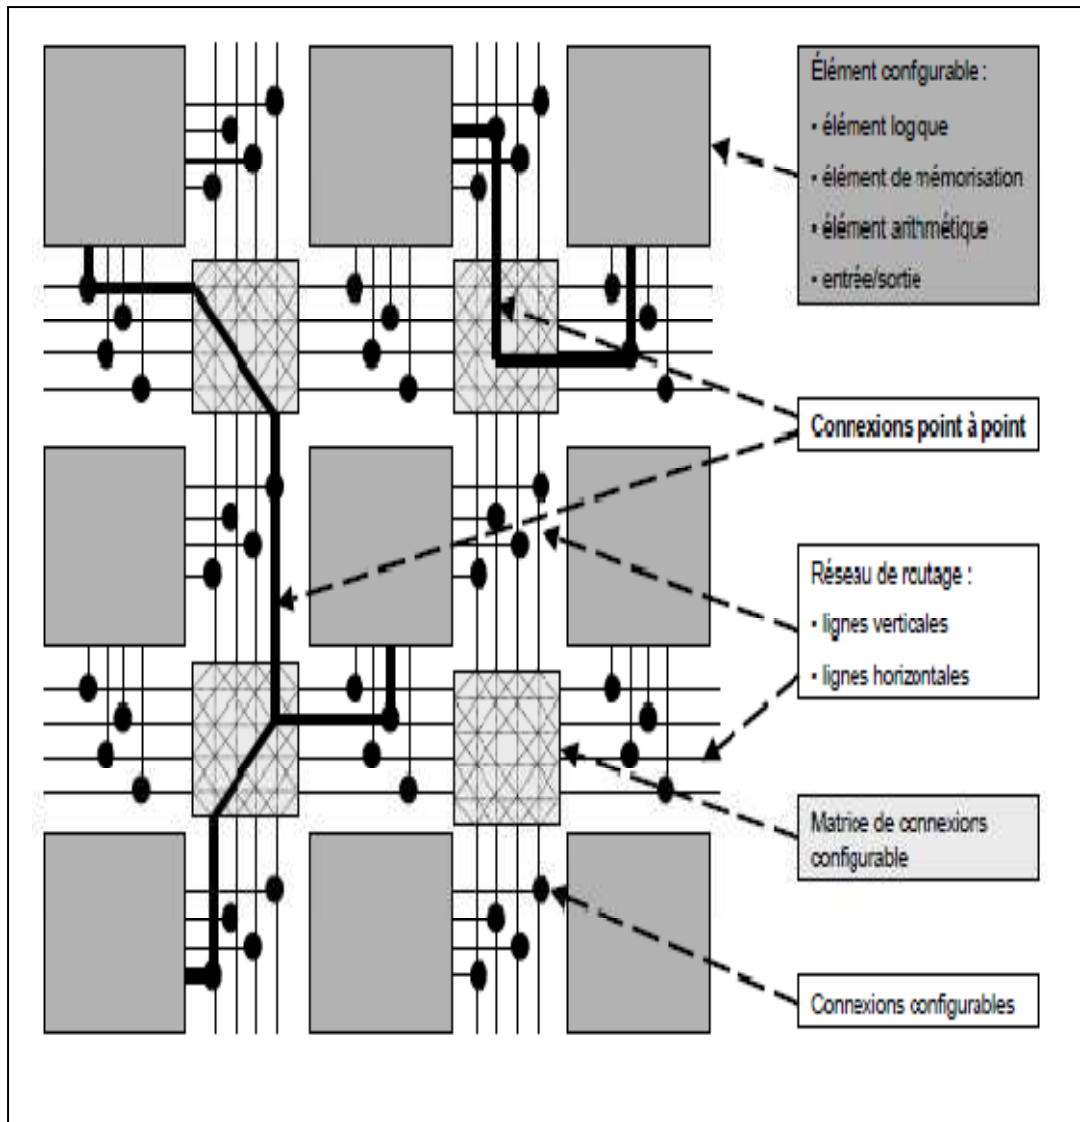 Élément configurable :
• élément logique
• élément de mémorisation
• élément arithmétique
• entrée/sortie
Connexions point à point
Réseau de routage :
• lignes verticales
• lignes horizontales
Matrice de connexions
configurable
Connexions configurables